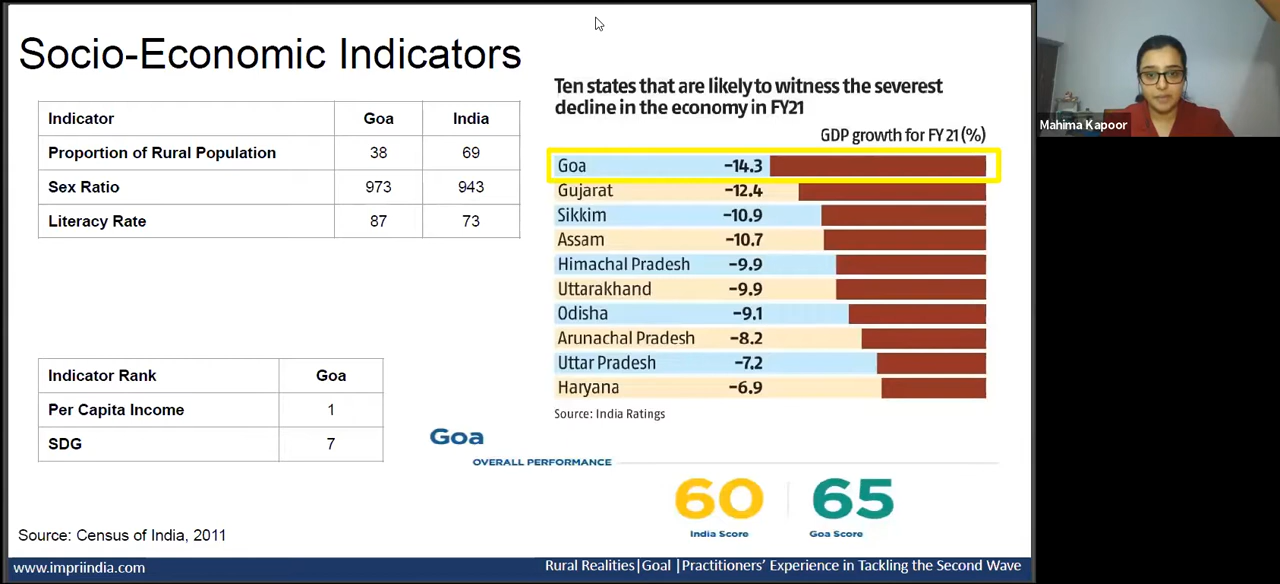 Socio-Economic Indicators
Indicator Goa India
Proportion of Rural Population 38 69
Sex Ratio 973 943
Literacy Rate 87 73
Indicator Rank Goa
Per Capita Income 1
SDG 7
Source: Census of India, 2011
Ten states that are likely to witness the severest
decline in the economy in FY21
GDP growth for FY 21 (%)
Goa -14.3
Gujarat -12.4
Sikkim -10.9
Assam -10.7
Himachal Pradesh -9.9
Uttarakhand -9.9
Odisha -9.1
Arunachal Pradesh -8.2
Uttar Pradesh -7.2
Haryana -6.9
Source: India Ratings
Goa
OVERALL PERFORMANCE
60 65
India Score Goa Score
www.impriindia.com
Rural Realities|Goal |Practitioners' Experience in Tackling the Second Wave
Mahima Kapoor